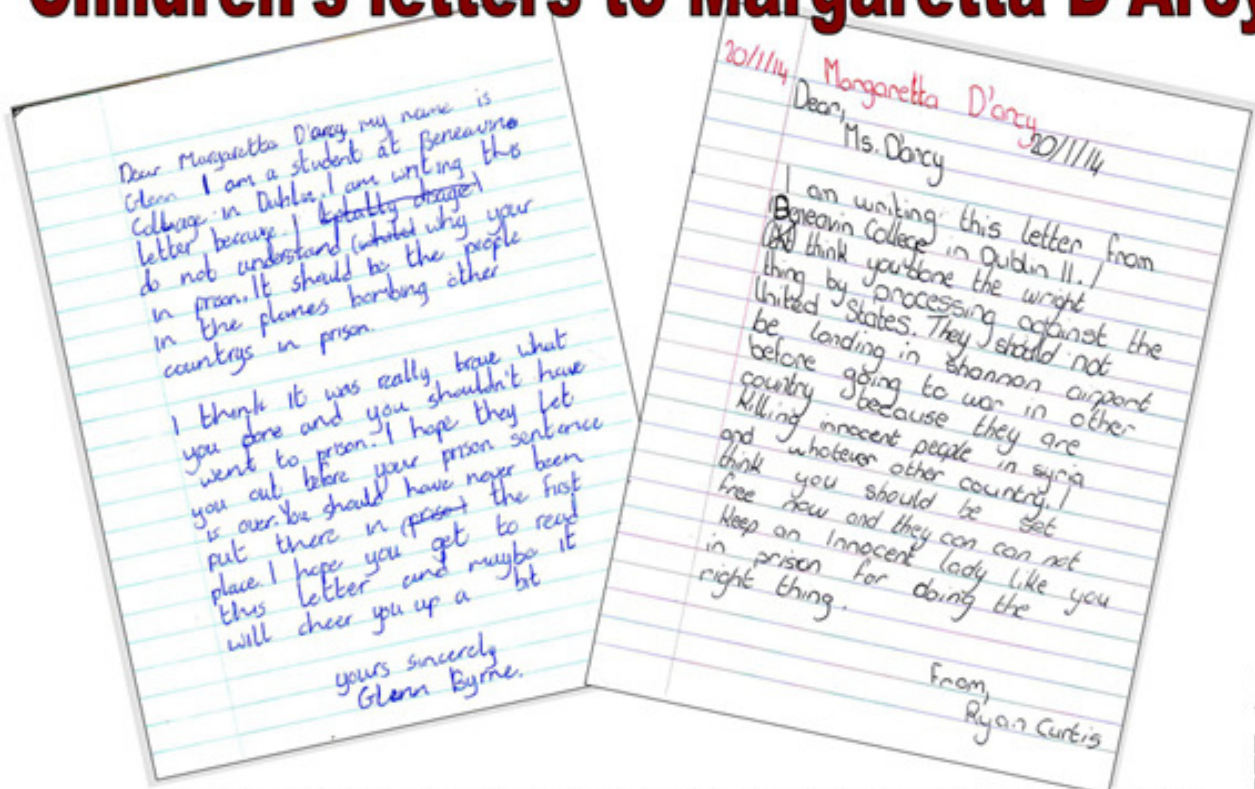 Children's letters to Margaretta D'Arcy
Dear Margaretta D'arcy my name is
Glenn I am a student at Beneavine
Collage in Dublin. I am writing this
letter because I (totally disage)
do not understand (whited why your
in prison. It should be the people
in the planes bombing other
countrys in prison.
I think it was really brave what
you done and you shouldn't have
went to prison. I hope they let
you out before your prison sentence
is over. You should have never been
put there in (prison) the first
place. I hope you get to read
this letter and maybe it
will cheer you up a bit
yours sincerely
Glenn Byrne.
20/1/14 Margaretta D'arcy
Dear, 20/1/14
Ms. Darcy
I am writing this letter from
Beneavin College in Dublin 11. I
think you'done the wright
thing by processing against the
United States. They should not
be landing in Shannon airport
before going to war in other
country because they are
killing innocent people in syria
and whatever other country. I
think you should be set
free now and they can can not
keep an innocent lady like you
in prison for doing the
right thing.
From,
Ryan Curtis